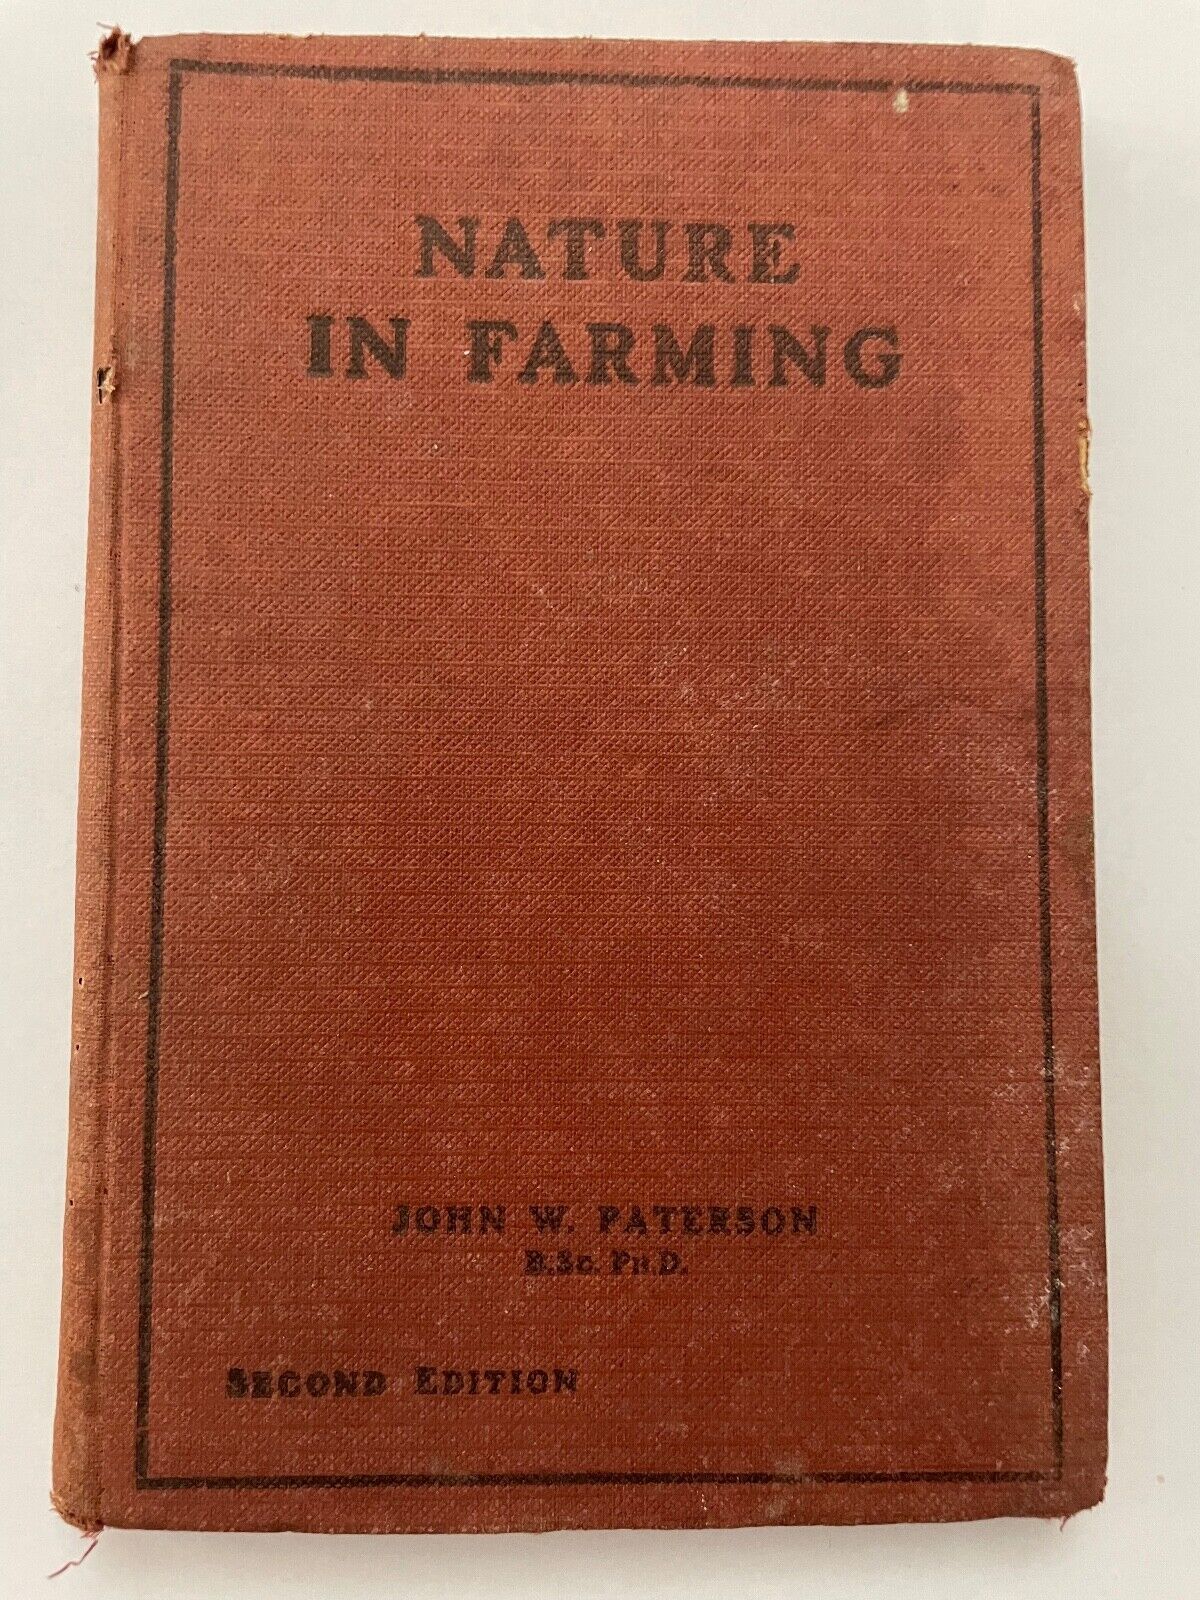 NATURE
IN FARMING
JOHN W. PATERSON
B.Sc. Ph.D.
SECOND EDITION